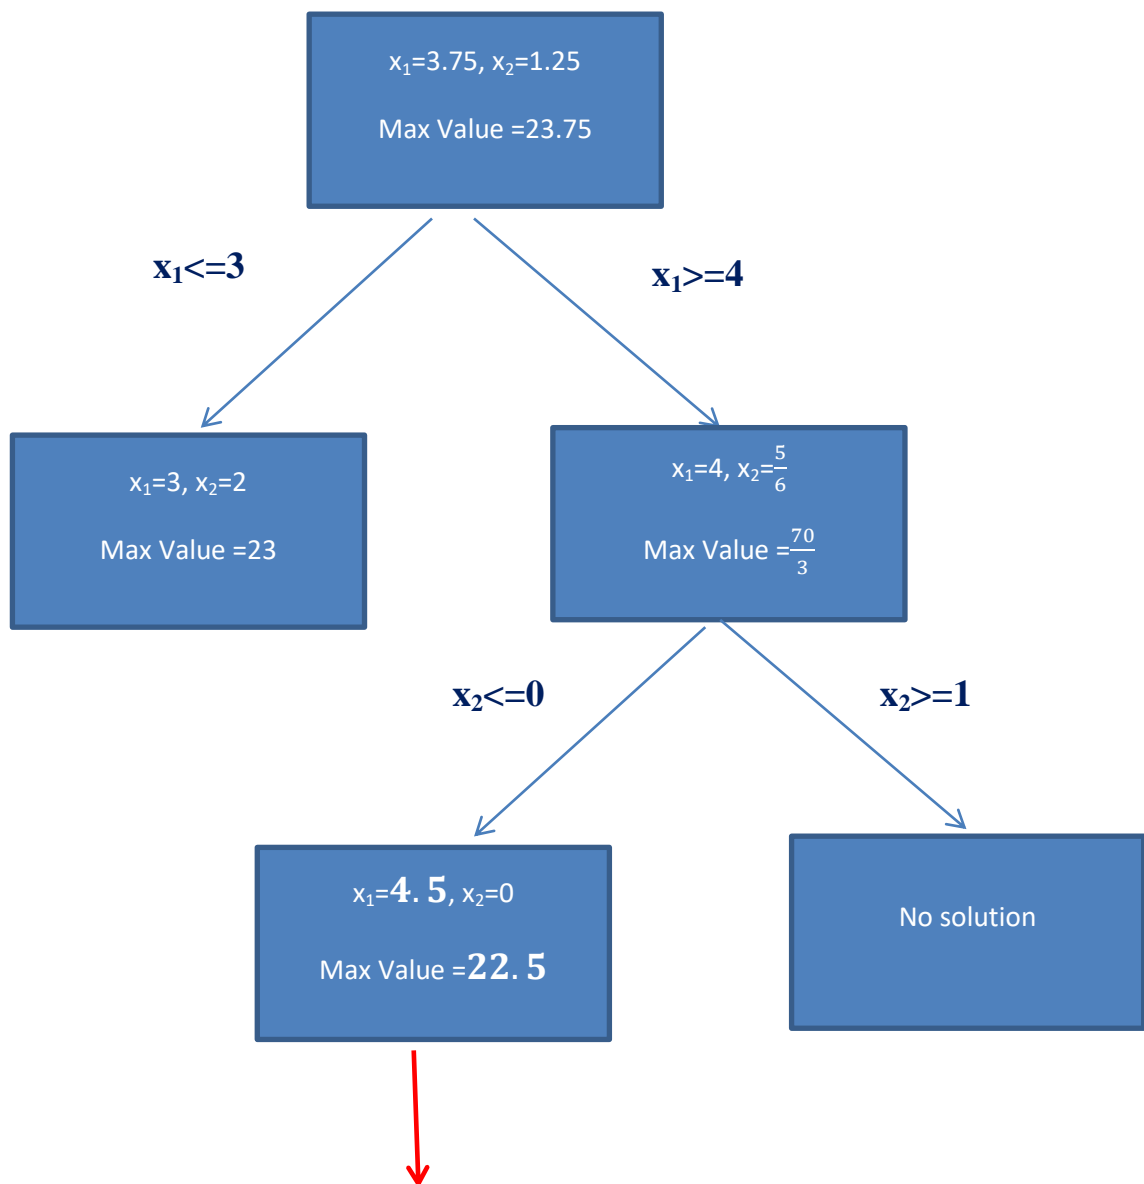 x₁=3.75, x₂=1.25
Max Value =23.75
x₁<=3
x₁>=4
x₁=3, x₂=2
Max Value =23
x₁=4, x₂=5/6
Max Value =70/3
x₂<=0
x₂>=1
x₁=4.5, x₂=0
Max Value =22.5
No solution